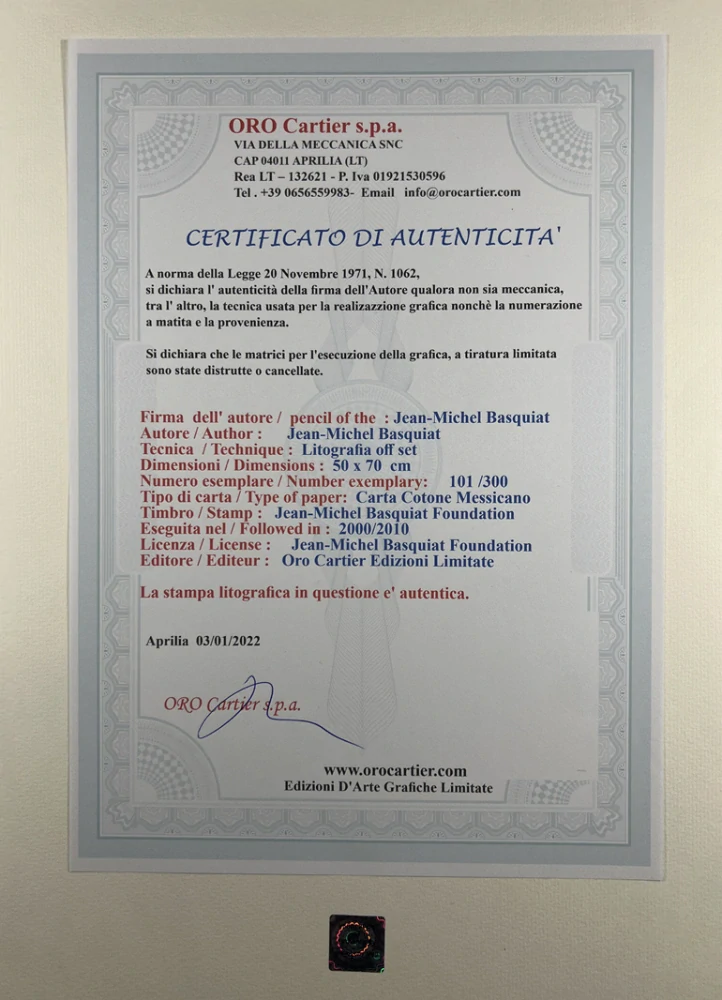 ORO Cartier s.p.a.
VIA DELLA MECCANICA SNC
CAP 04011 APRILIA (LT)
Rea LT – 132621 - P. Iva 01921530596
Tel . +39 0656559983- Email info@orocartier.com
CERTIFICATO DI AUTENTICITA'
A norma della Legge 20 Novembre 1971, N. 1062,
si dichiara l' autenticità della firma dell'Autore qualora non sia meccanica,
tra l' altro, la tecnica usata per la realizazzione grafica nonchè la numerazione
a matita e la provenienza.
Si dichiara che le matrici per l'esecuzione della grafica, a tiratura limitata
sono state distrutte o cancellate.
Firma dell' autore / pencil of the : Jean-Michel Basquiat
Autore / Author : Jean-Michel Basquiat
Tecnica / Technique : Litografia off set
Dimensioni / Dimensions : 50 x 70 cm
Numero esemplare / Number exemplary: 101 /300
Tipo di carta / Type of paper: Carta Cotone Messicano
Timbro / Stamp : Jean-Michel Basquiat Foundation
Eseguita nel / Followed in : 2000/2010
Licenza / License : Jean-Michel Basquiat Foundation
Editore / Editeur : Oro Cartier Edizioni Limitate
La stampa litografica in questione e' autentica.
Aprilia 03/01/2022
ORO Cartier s.p.a.
www.orocartier.com
Edizioni D'Arte Grafiche Limitate